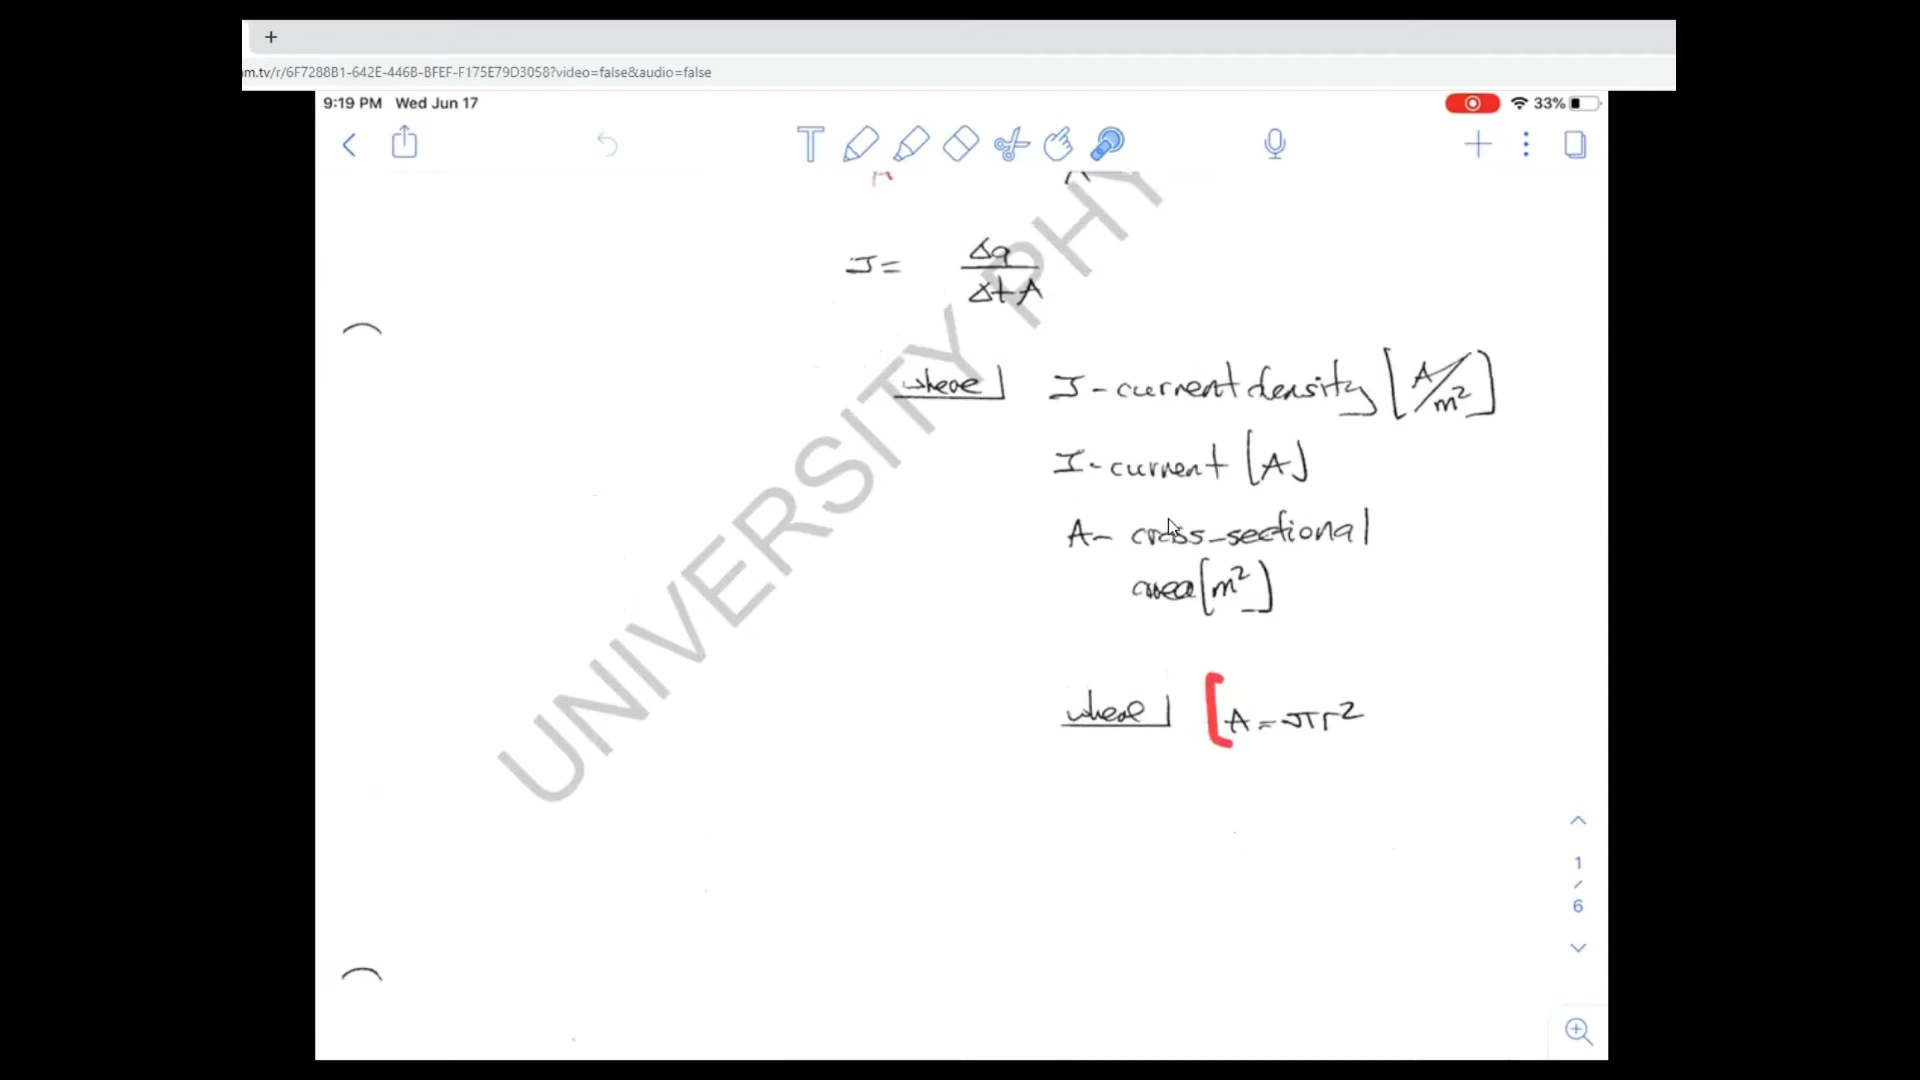 +
m.tv/r/6F7288B1-642E-446B-BFEF-F175E79D3058?video=false&audio=false
9:19 PM Wed Jun 17
33%
J = Δq / Δt A
where J - current density [A/m²]
I - current [A]
A - cross-sectional
area [m²]
where [A = πr²
UNIVERSITY PHY
1
/
6